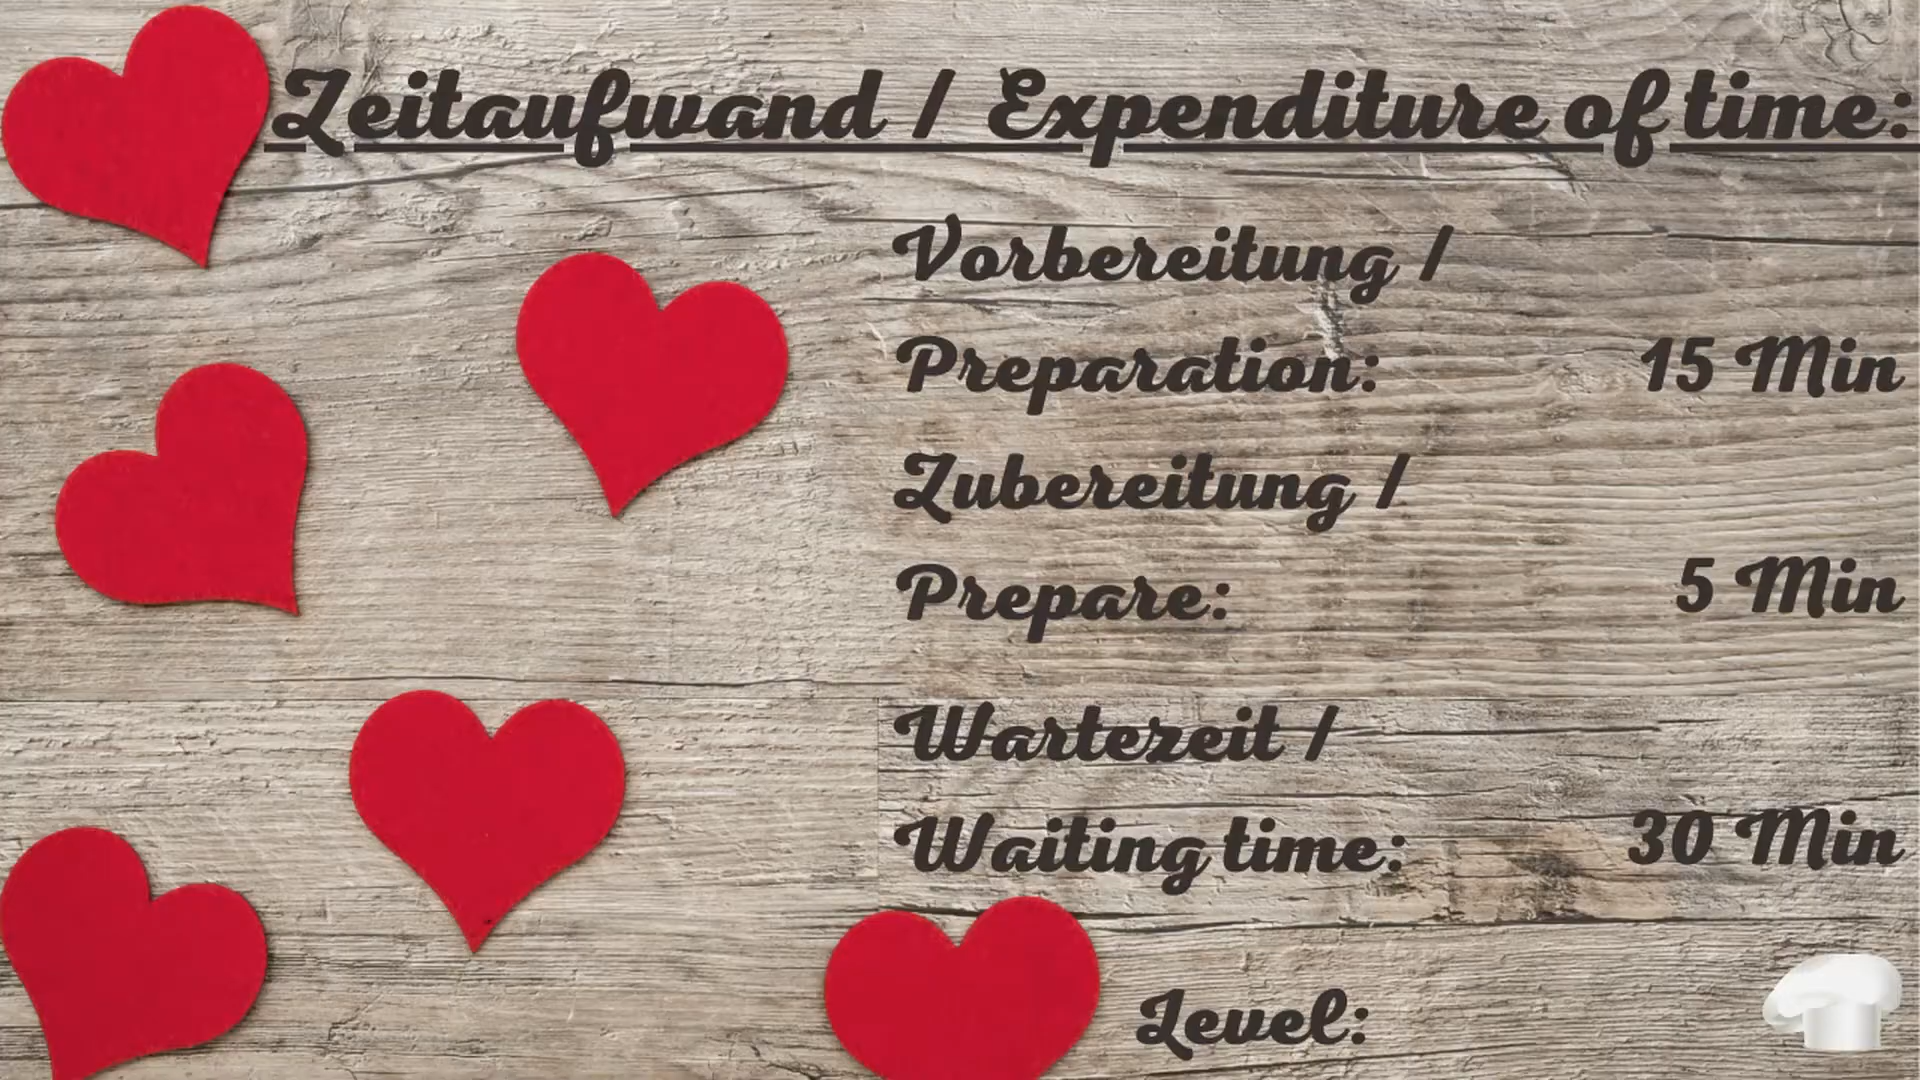 Zeitaufwand / Expenditure of time:
Vorbereitung /
Preparation: 15 Min
Zubereitung /
Prepare: 5 Min
Wartezeit /
Waiting time: 30 Min
Level: